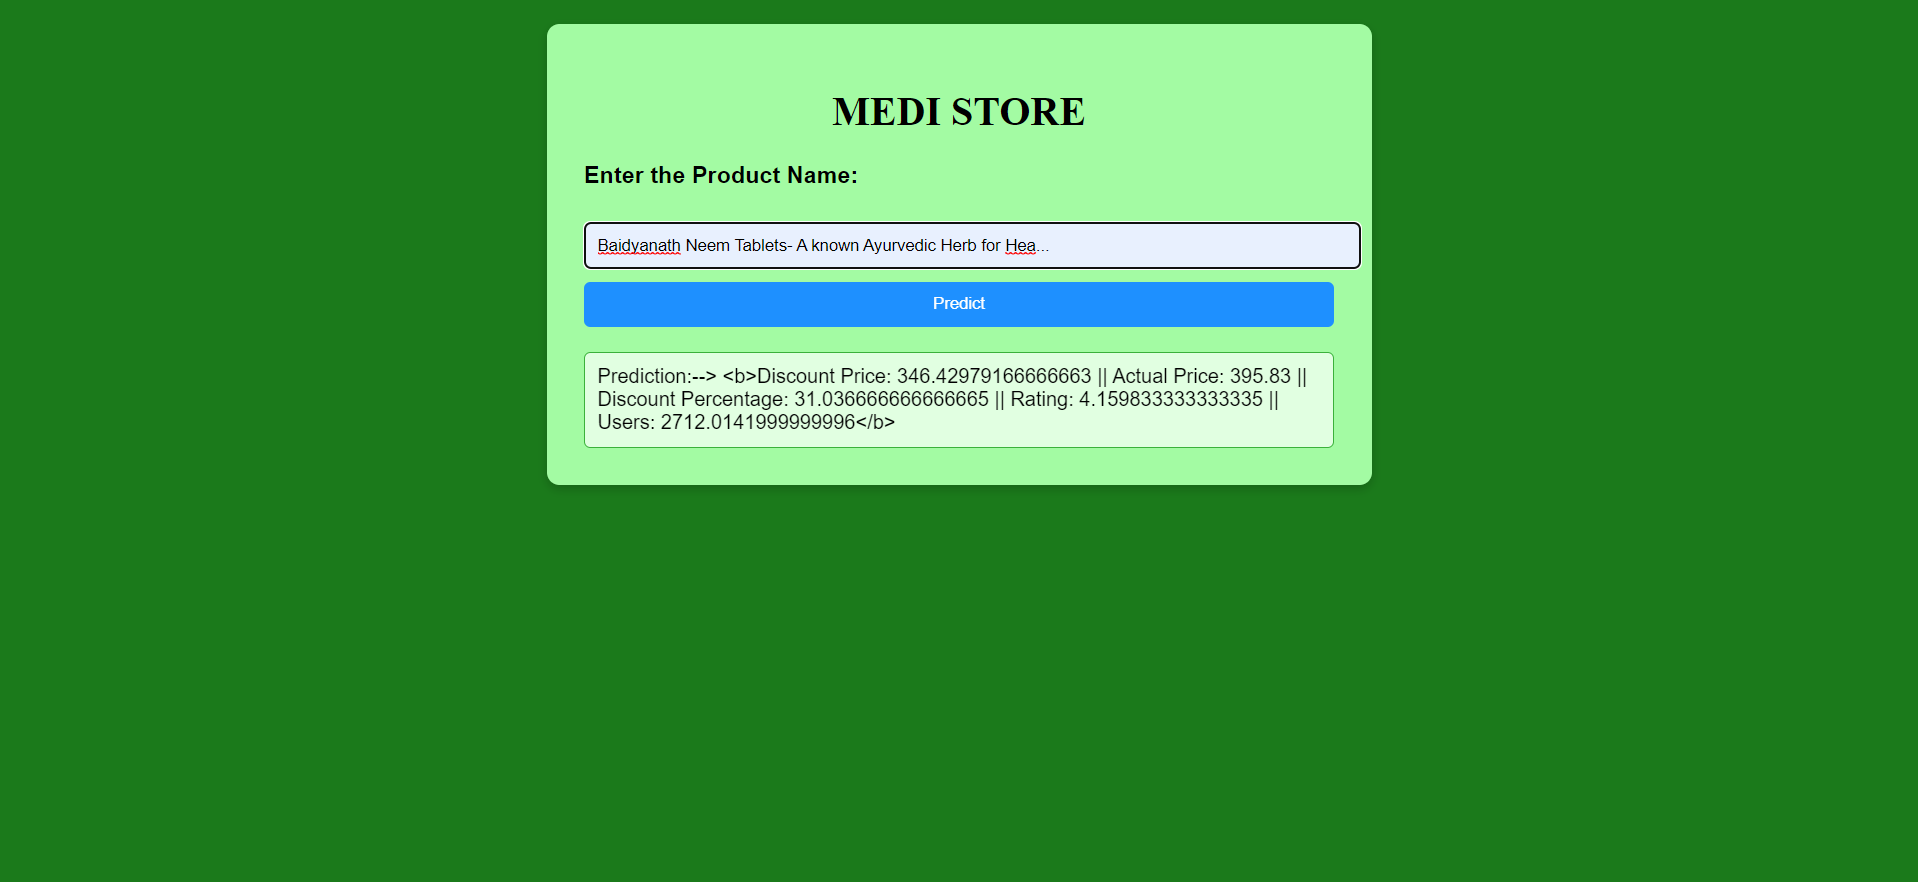 MEDI STORE
Enter the Product Name:
Baidyanath Neem Tablets- A known Ayurvedic Herb for Hea...
Predict
Prediction:--> <b>Discount Price: 346.42979166666663 || Actual Price: 395.83 ||
Discount Percentage: 31.036666666666665 || Rating: 4.159833333333335 ||
Users: 2712.0141999999996</b>